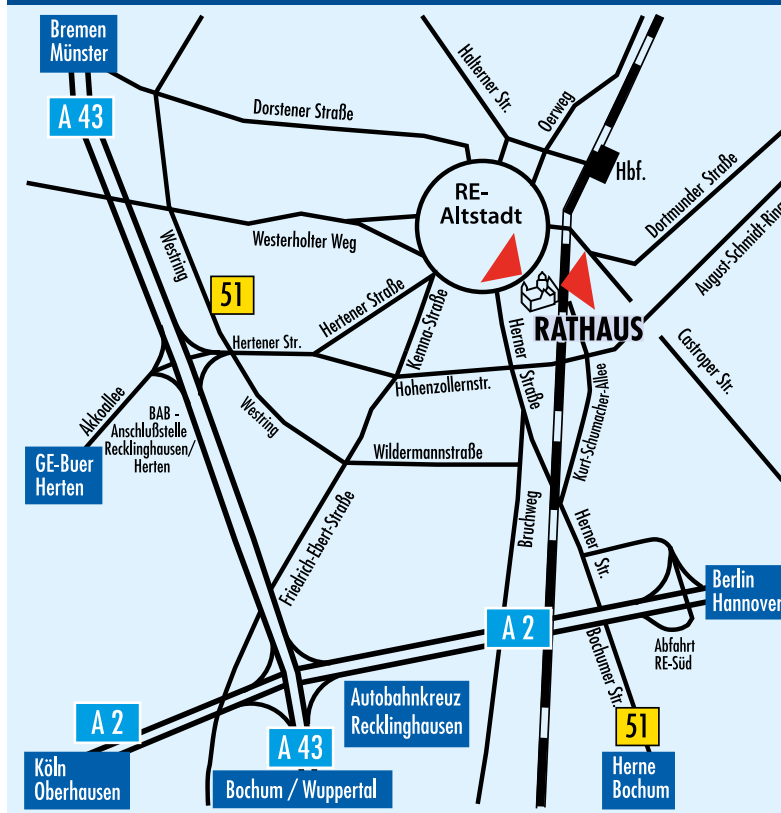 Bremen
Münster
A 43
Halterner Str.
Oerweg
Dorstener Straße
Hbf.
RE-
Altstadt
Dortmunder Straße
August-Schmidt-Ring
Westerholter Weg
Westring
51
Hertener Straße
Kemna-Straße
RATHAUS
Hertener Str.
Herner
Straße
Castroper Str.
Hohenzollernstr.
Kurt-Schumacher-Allee
Akkoallee
BAB -
Anschlußstelle
Recklinghausen/
Herten
Westring
GE-Buer
Herten
Wildermannstraße
Bruchweg
Friedrich-Ebert-Straße
Herner
Str.
Berlin
Hannover
A 2
Bochumer Str.
Abfahrt
RE-Süd
Autobahnkreuz
Recklinghausen
A 2
A 43
51
Köln
Oberhausen
Bochum / Wuppertal
Herne
Bochum